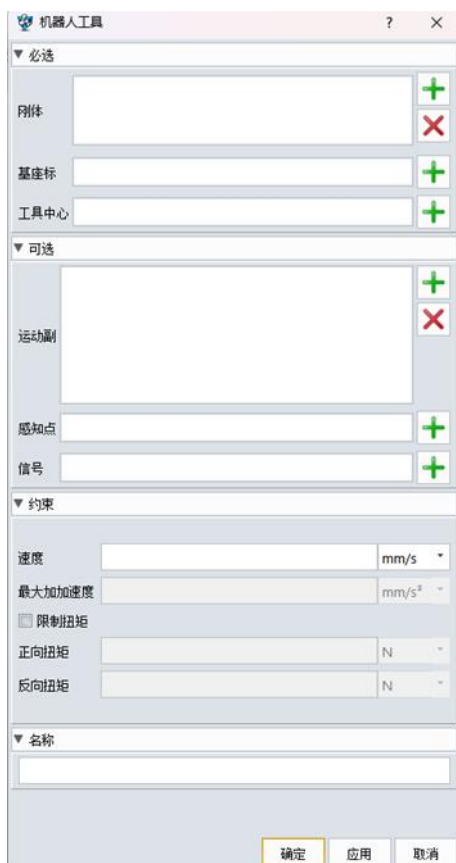 机器人工具 ?
必选
刚体
基座标
工具中心
可选
运动副
感知点
信号
约束
速度 mm/s
最大加加速度 mm/s³
限制扭矩
正向扭矩 N
反向扭矩 N
名称
确定 应用 取消